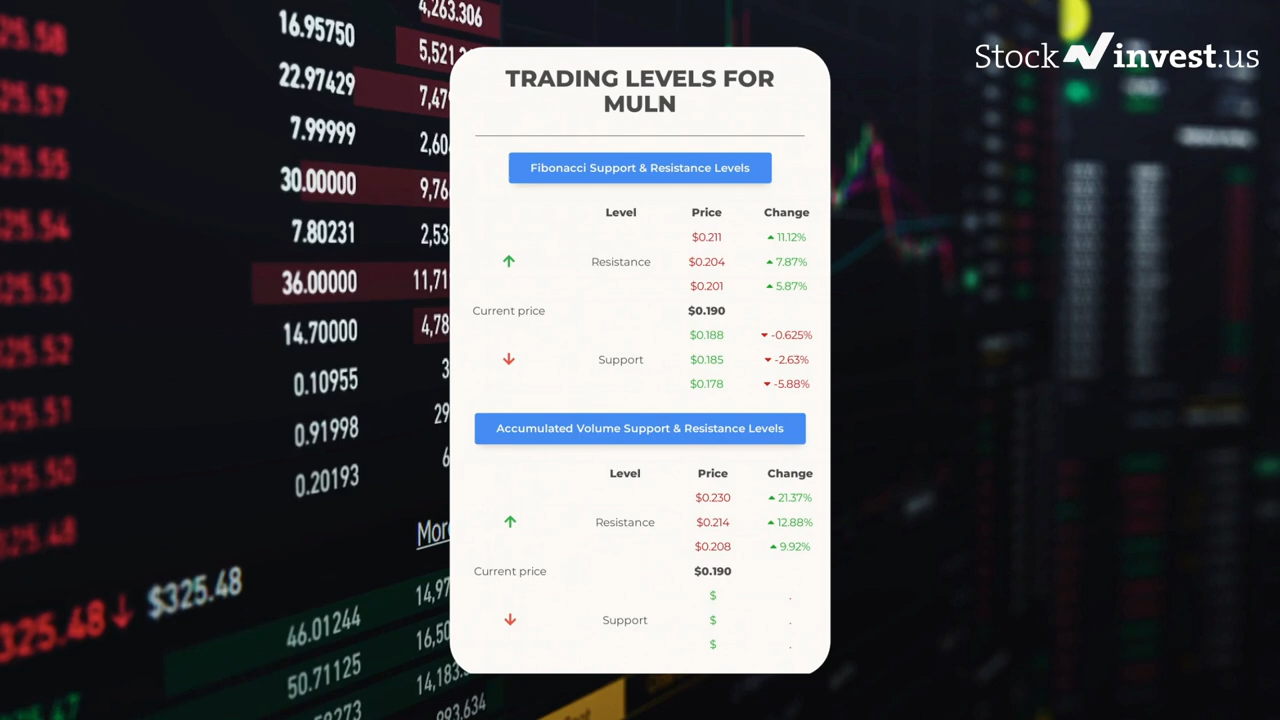 Stock invest.us
TRADING LEVELS FOR
MULN
Fibonacci Support & Resistance Levels
Level Price Change
$0.211 11.12%
Resistance $0.204 7.87%
$0.201 5.87%
Current price $0.190
$0.188 -0.625%
Support $0.185 -2.63%
$0.178 -5.88%
Accumulated Volume Support & Resistance Levels
Level Price Change
$0.230 21.37%
Resistance $0.214 12.88%
$0.208 9.92%
Current price $0.190
$ .
Support $ .
$ .
16.95750 4,263.306
22.97429
7.99999
30.00000
7.80231
36.00000
14.70000
0.10955
0.91998
0.20193
$325.48
325.48
46.01244
50.71125